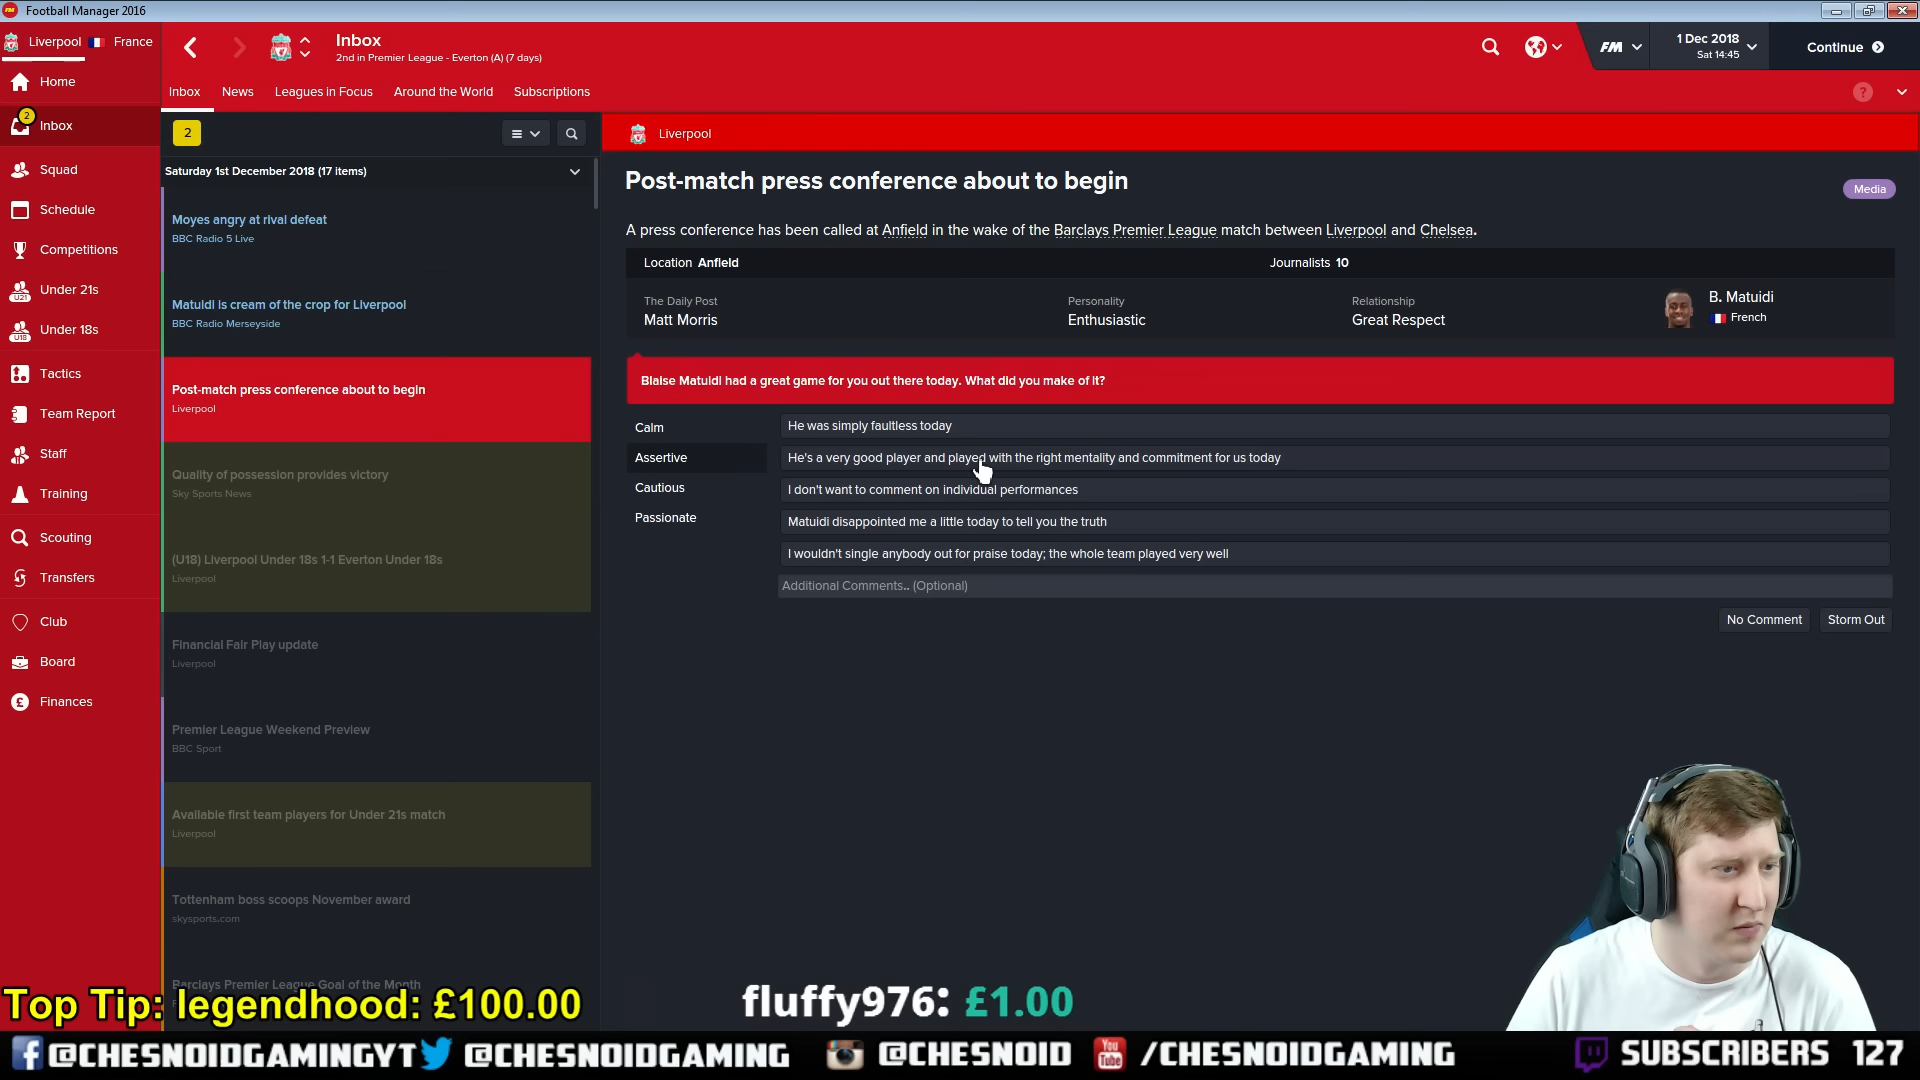 Football Manager 2016
Liverpool France
Inbox
2nd in Premier League - Everton (A) (7 days)
FM
1 Dec 2018
Sat 14:45
Continue
Home
2
Inbox
Squad
Schedule
Competitions
U21
Under 21s
U18
Under 18s
Tactics
Team Report
Staff
Training
Scouting
Transfers
Club
Board
£
Finances
Inbox News Leagues in Focus Around the World Subscriptions
?
2
Saturday 1st December 2018 (17 items)
Moyes angry at rival defeat
BBC Radio 5 Live
Matuidi is cream of the crop for Liverpool
BBC Radio Merseyside
Post-match press conference about to begin
Liverpool
Quality of possession provides victory
Sky Sports News
(U18) Liverpool Under 18s 1-1 Everton Under 18s
Liverpool
Financial Fair Play update
Liverpool
Premier League Weekend Preview
BBC Sport
Available first team players for Under 21s match
Liverpool
Tottenham boss scoops November award
skysports.com
Barclays Premier League Goal of the Month
Liverpool
Post-match press conference about to begin
Media
A press conference has been called at Anfield in the wake of the Barclays Premier League match between Liverpool and Chelsea.
Location Anfield
Journalists 10
The Daily Post
Matt Morris
Personality
Enthusiastic
Relationship
Great Respect
B. Matuidi
French
Blaise Matuidi had a great game for you out there today. What did you make of it?
Calm
Assertive
Cautious
Passionate
He was simply faultless today
He's a very good player and played with the right mentality and commitment for us today
I don't want to comment on individual performances
Matuidi disappointed me a little today to tell you the truth
I wouldn't single anybody out for praise today; the whole team played very well
Additional Comments.. (Optional)
No Comment
Storm Out
Top Tip: legendhood: £100.00
fluffy976: £1.00
@CHESNOIDGAMINGYT @CHESNOIDGAMING @CHESNOID You Tube /CHESNOIDGAMING SUBSCRIBERS 127